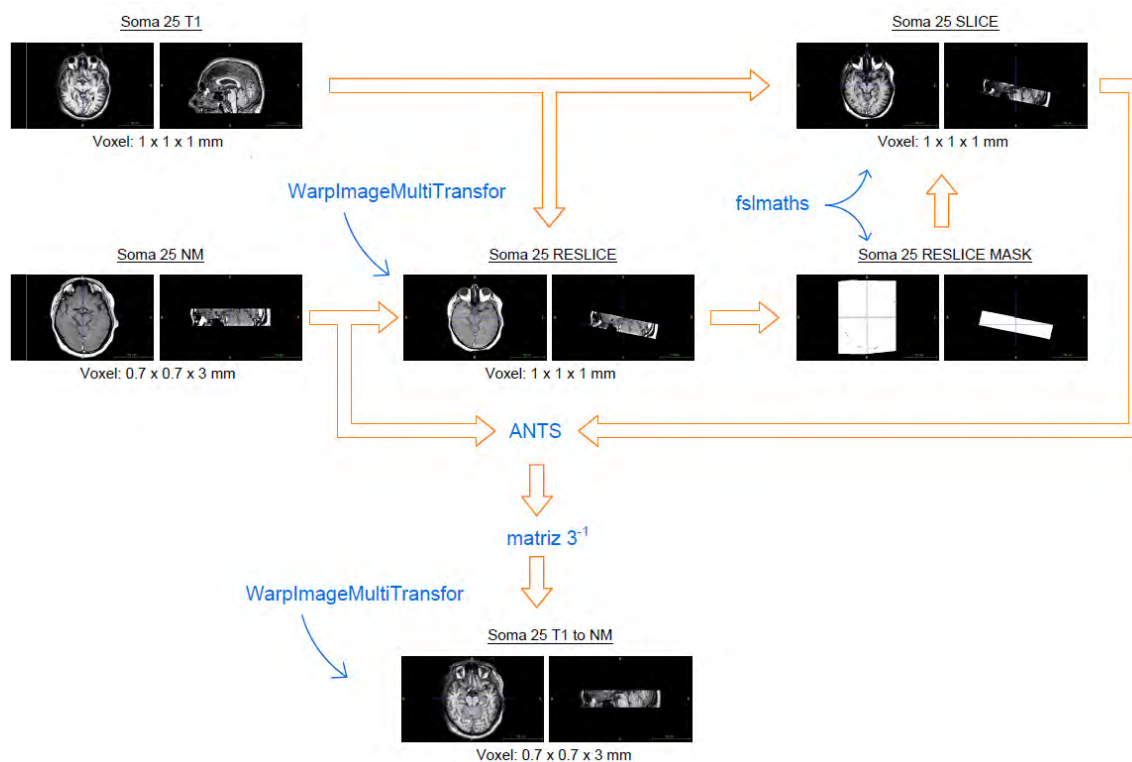 Soma 25 T1
Soma 25 SLICE
Voxel: 1 x 1 x 1 mm
Voxel: 1 x 1 x 1 mm
WarpImageMultiTransfor
fslmaths
Soma 25 NM
Soma 25 RESLICE
Soma 25 RESLICE MASK
Voxel: 0.7 x 0.7 x 3 mm
Voxel: 1 x 1 x 1 mm
ANTS
matriz 3⁻¹
WarpImageMultiTransfor
Soma 25 T1 to NM
Voxel: 0.7 x 0.7 x 3 mm